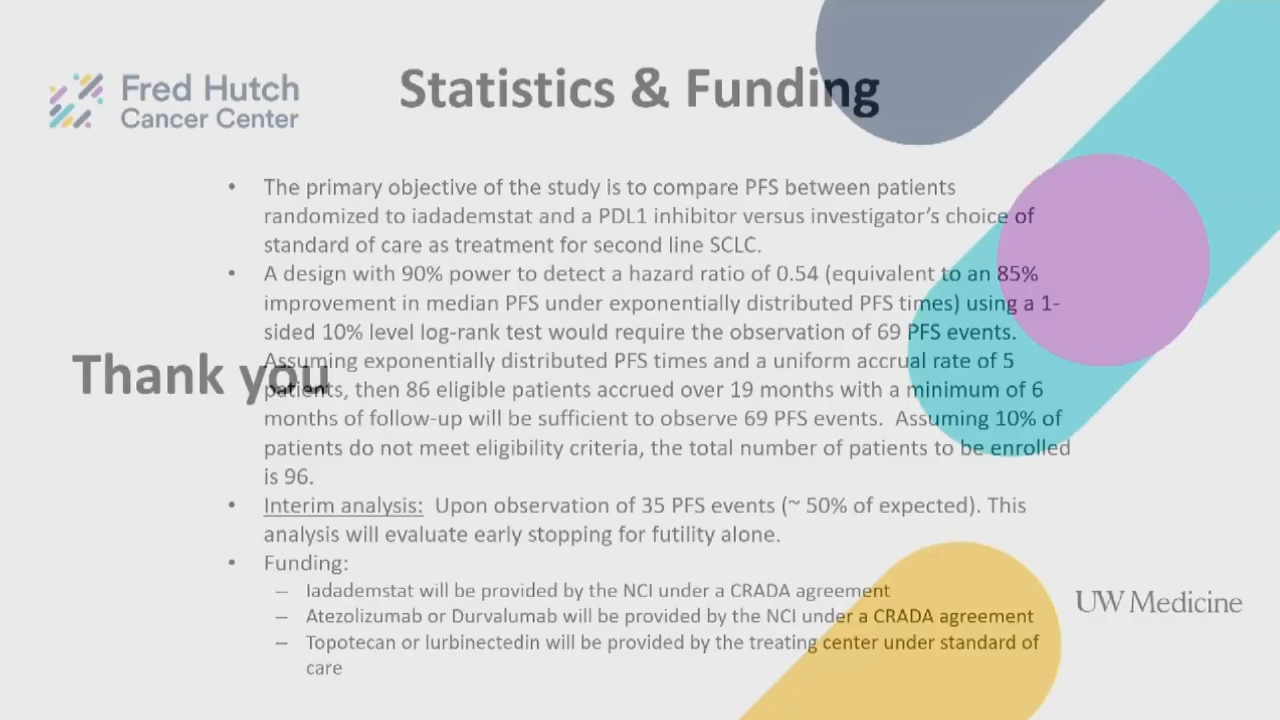 Fred Hutch
Cancer Center
Statistics & Funding
• The primary objective of the study is to compare PFS between patients
randomized to iadademstat and a PDL1 inhibitor versus investigator’s choice of
standard of care as treatment for second line SCLC.
• A design with 90% power to detect a hazard ratio of 0.54 (equivalent to an 85%
improvement in median PFS under exponentially distributed PFS times) using a 1-
sided 10% level log-rank test would require the observation of 69 PFS events.
Assuming exponentially distributed PFS times and a uniform accrual rate of 5
patients, then 86 eligible patients accrued over 19 months with a minimum of 6
months of follow-up will be sufficient to observe 69 PFS events.  Assuming 10% of
patients do not meet eligibility criteria, the total number of patients to be enrolled
is 96.
Thank you
• Interim analysis:  Upon observation of 35 PFS events (~ 50% of expected). This
analysis will evaluate early stopping for futility alone.
• Funding:
– Iadademstat will be provided by the NCI under a CRADA agreement
– Atezolizumab or Durvalumab will be provided by the NCI under a CRADA agreement
– Topotecan or lurbinectedin will be provided by the treating center under standard of
care
UW Medicine